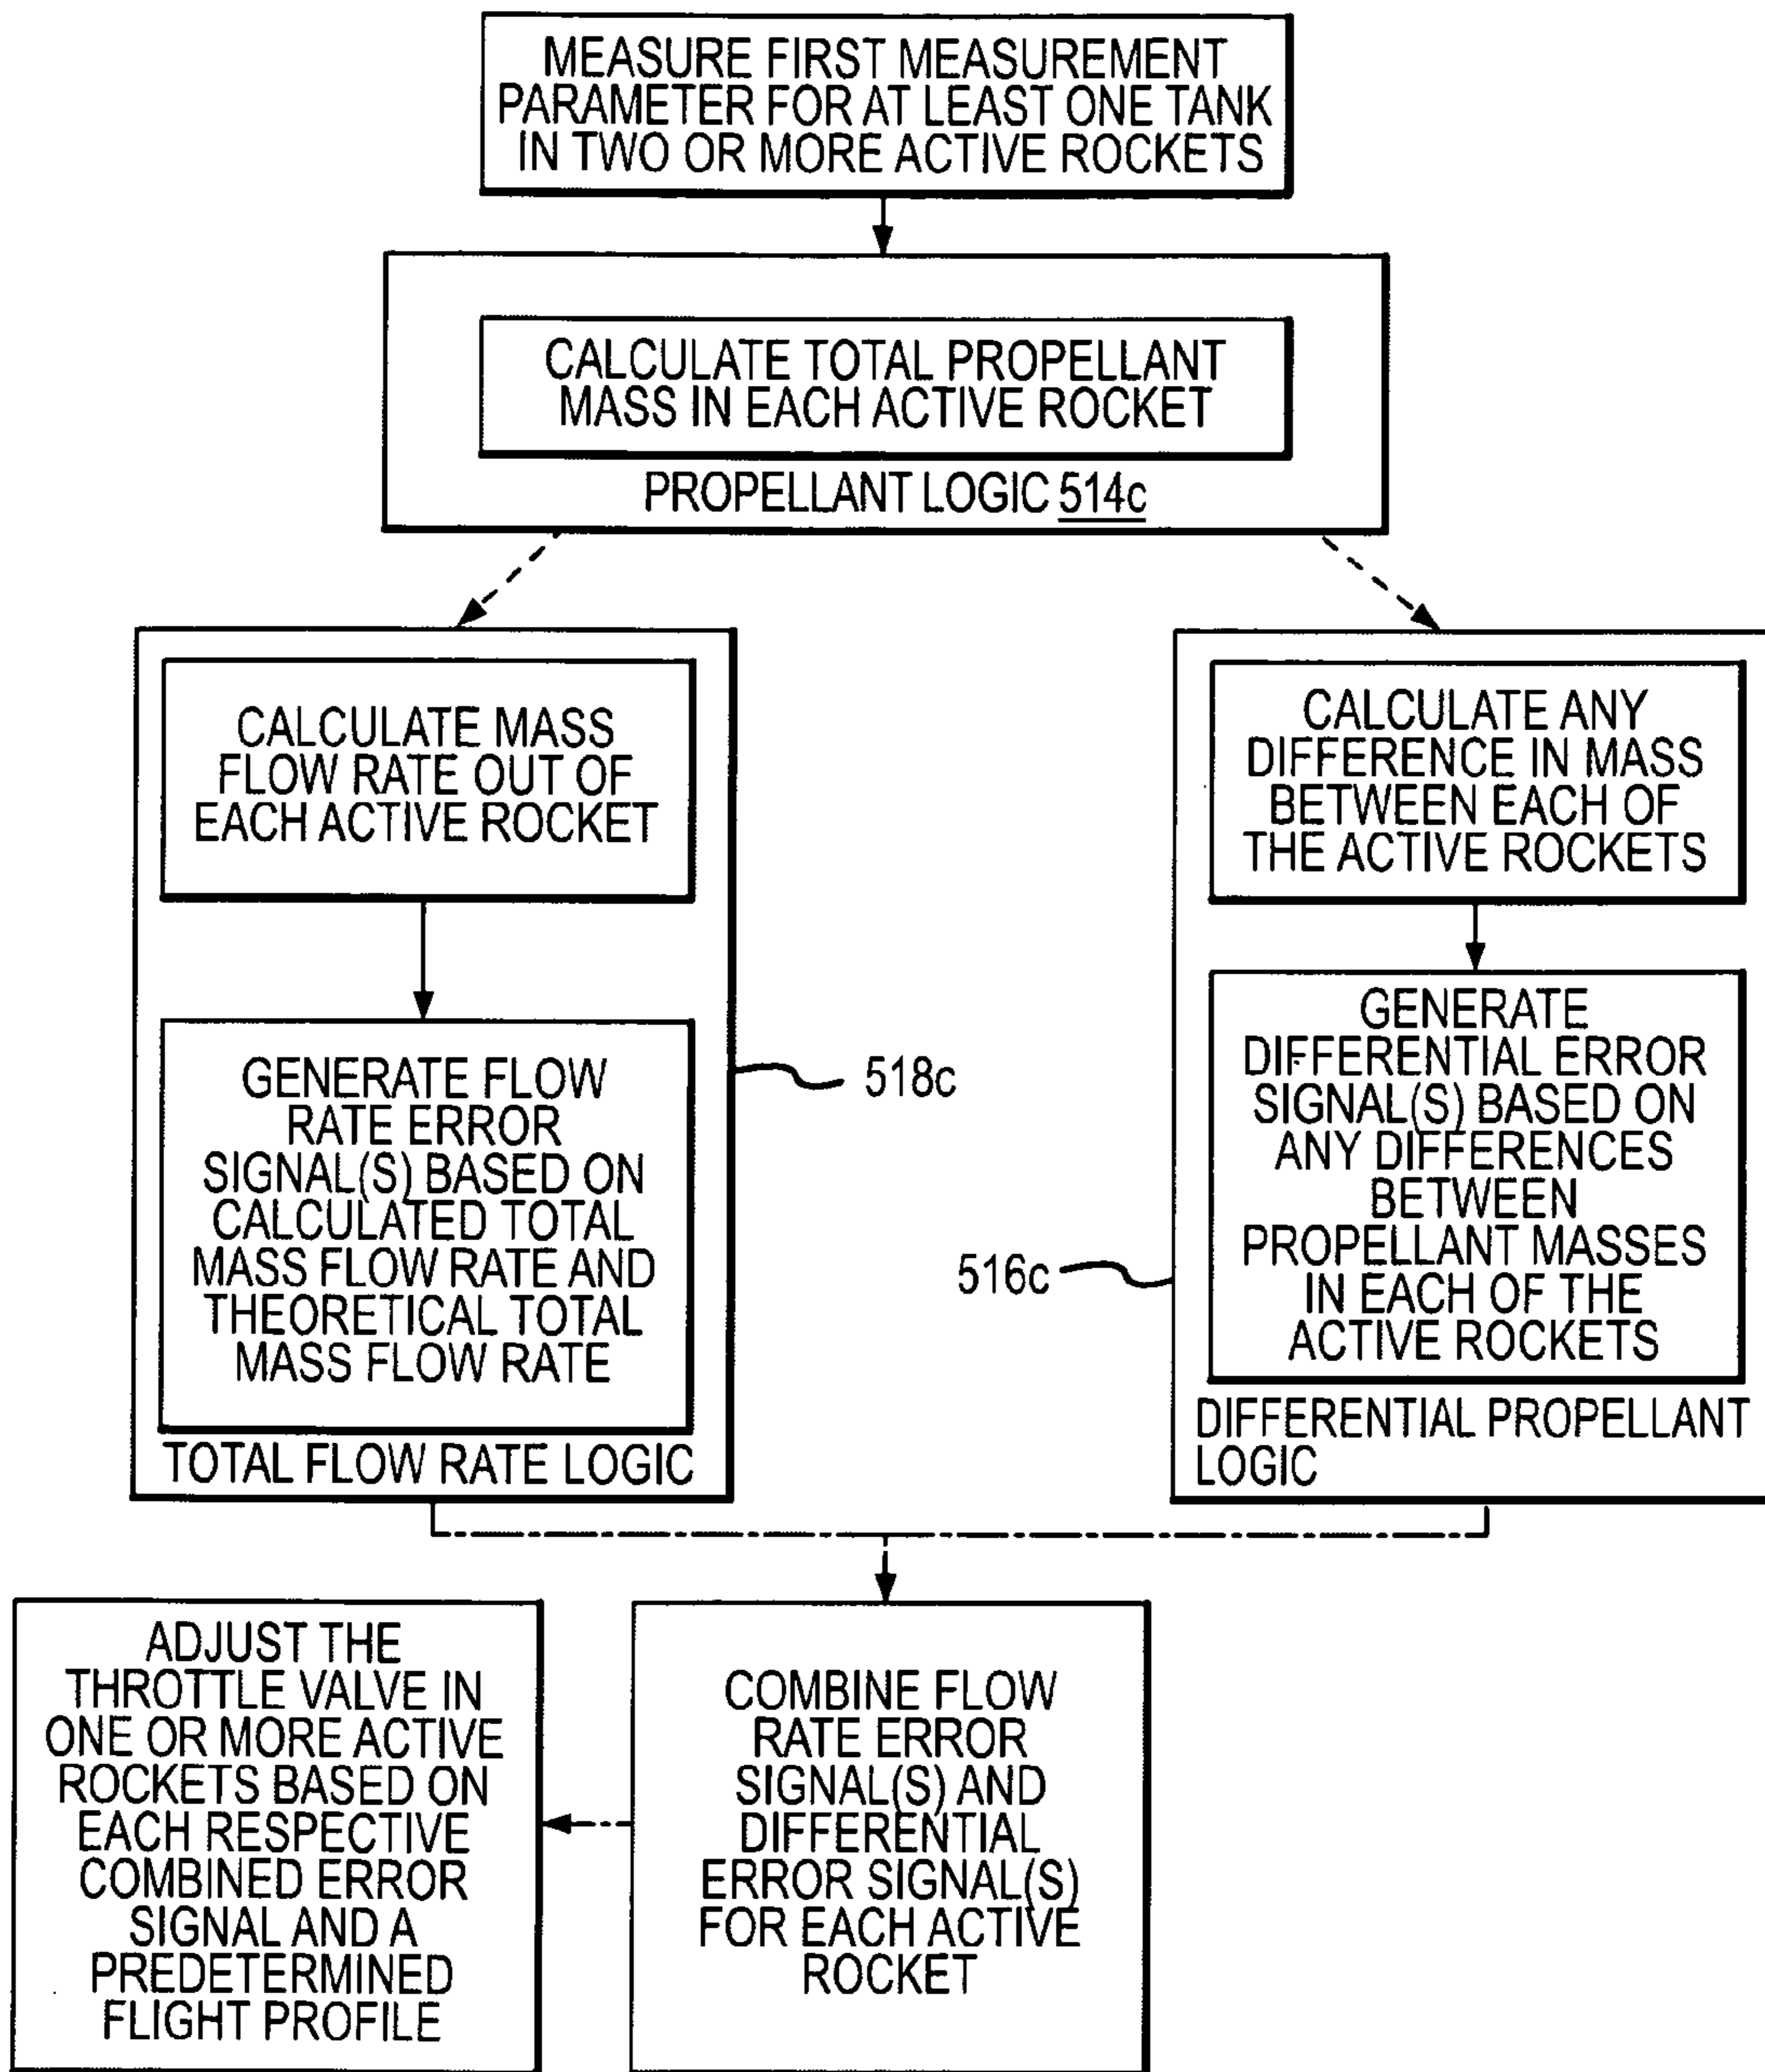 MEASURE FIRST MEASUREMENT
PARAMETER FOR AT LEAST ONE TANK
IN TWO OR MORE ACTIVE ROCKETS
CALCULATE TOTAL PROPELLANT
MASS IN EACH ACTIVE ROCKET
PROPELLANT LOGIC 514c
CALCULATE MASS
FLOW RATE OUT OF
EACH ACTIVE ROCKET
GENERATE FLOW
RATE ERROR
SIGNAL(S) BASED ON
CALCULATED TOTAL
MASS FLOW RATE AND
THEORETICAL TOTAL
MASS FLOW RATE
TOTAL FLOW RATE LOGIC
518c
CALCULATE ANY
DIFFERENCE IN MASS
BETWEEN EACH OF
THE ACTIVE ROCKETS
GENERATE
DIFFERENTIAL ERROR
SIGNAL(S) BASED ON
ANY DIFFERENCES
BETWEEN
PROPELLANT MASSES
IN EACH OF THE
ACTIVE ROCKETS
DIFFERENTIAL PROPELLANT
LOGIC
516c
COMBINE FLOW
RATE ERROR
SIGNAL(S) AND
DIFFERENTIAL
ERROR SIGNAL(S)
FOR EACH ACTIVE
ROCKET
ADJUST THE
THROTTLE VALVE IN
ONE OR MORE ACTIVE
ROCKETS BASED ON
EACH RESPECTIVE
COMBINED ERROR
SIGNAL AND A
PREDETERMINED
FLIGHT PROFILE